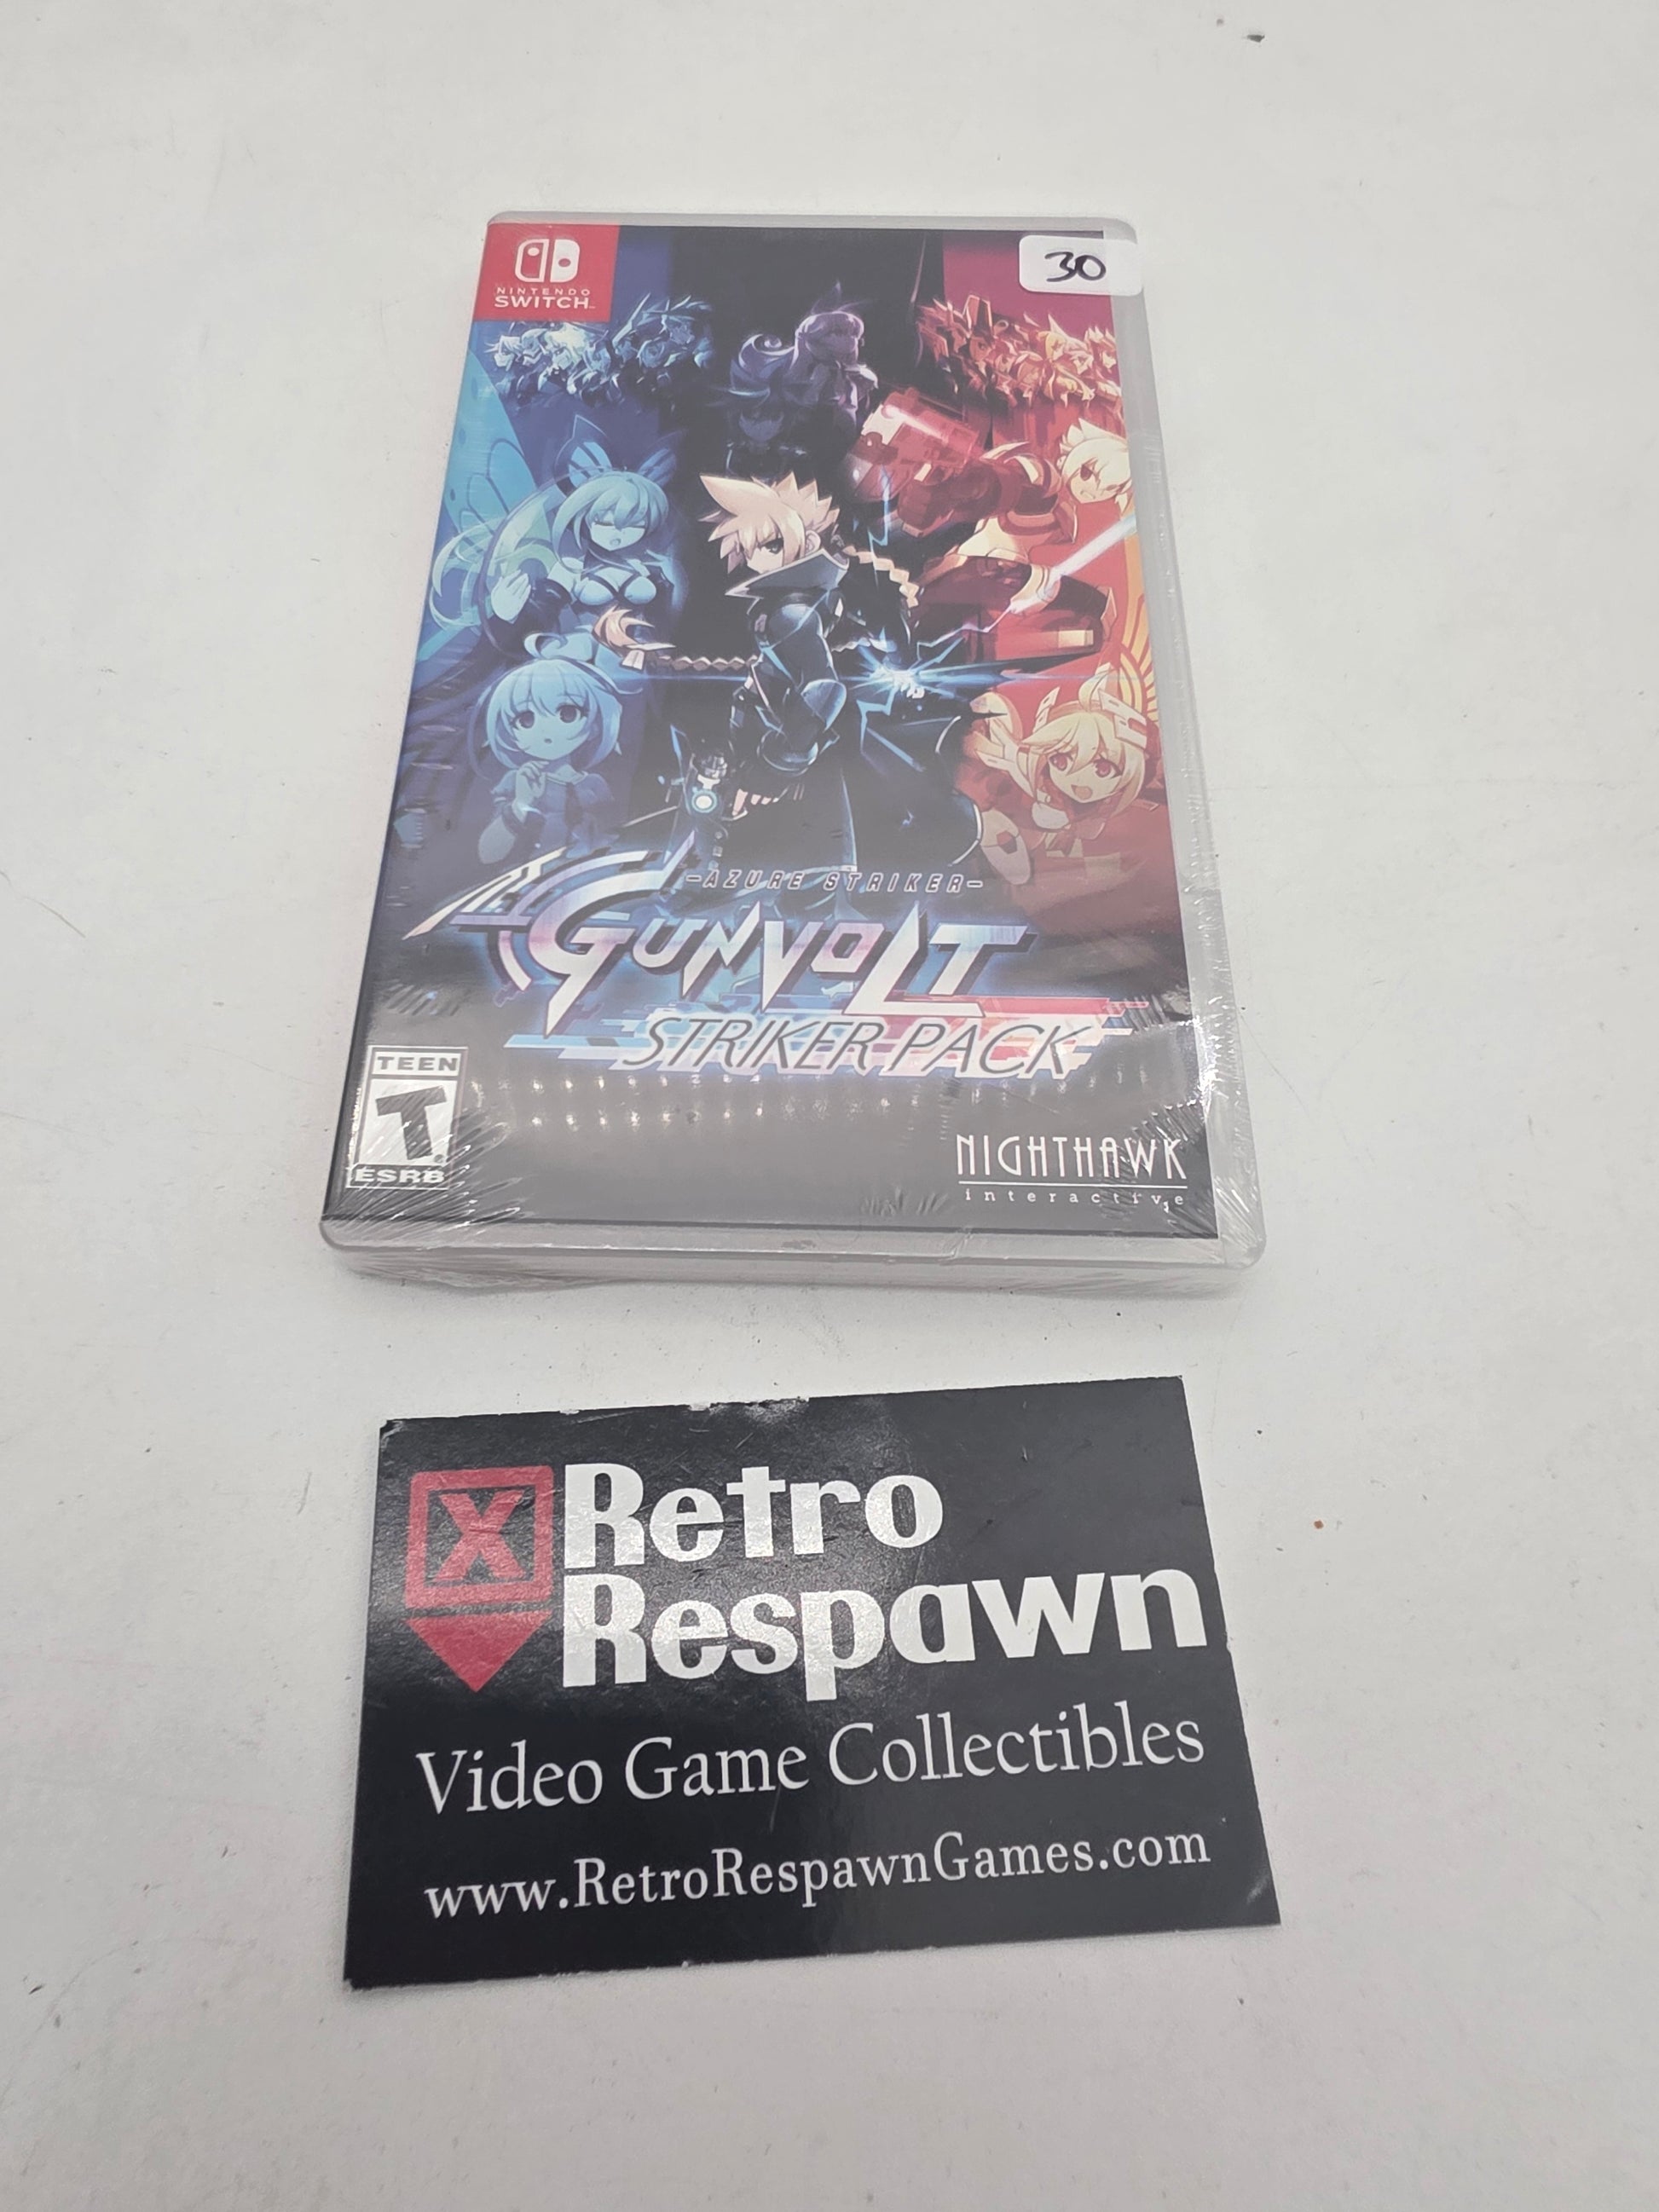 NINTENDO
SWITCH™
30
-AZURE STRIKER-
GUNVOLT
STRIKER PACK
TEEN
T
ESRB
NIGHTHAWK
interactive
X
Retro
Respawn
Video Game Collectibles
www.RetroRespawnGames.com